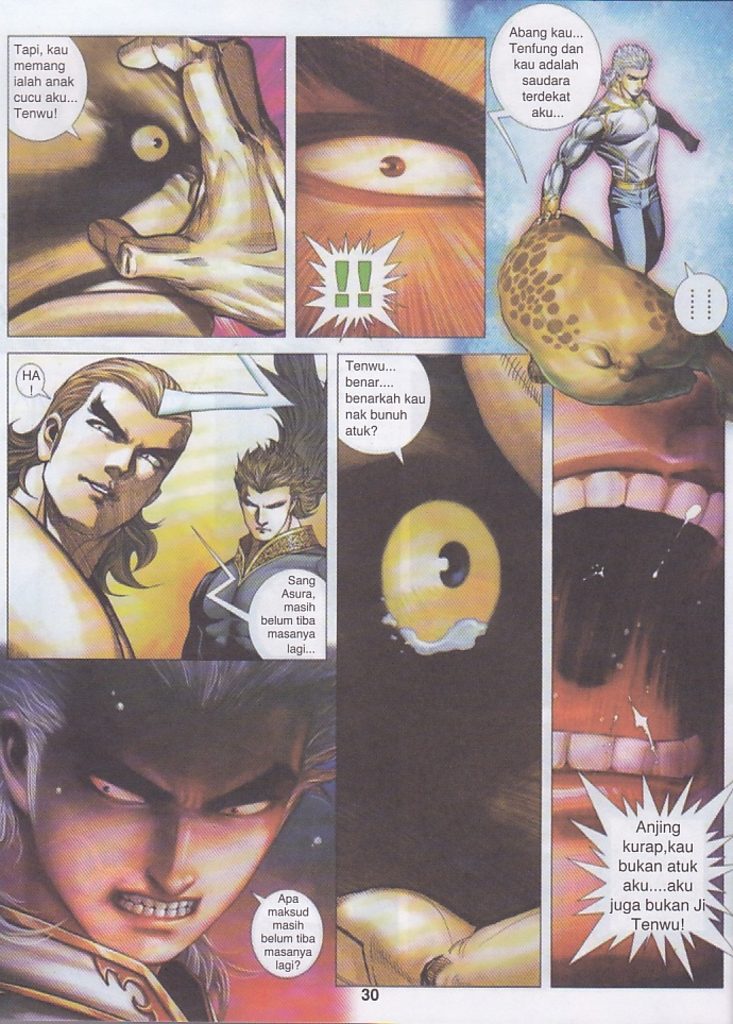 Tapi, kau
memang
ialah anak
cucu aku...
Tenwu!
!!
Abang kau...
Tenfung dan
kau adalah
saudara
terdekat
aku...
......
HA
!
Sang
Asura,
masih
belum tiba
masanya
lagi...
Tenwu...
benar....
benarkah kau
nak bunuh
atuk?
Apa
maksud
masih
belum tiba
masanya
lagi?
Anjing
kurap,kau
bukan atuk
aku....aku
juga bukan Ji
Tenwu!
30